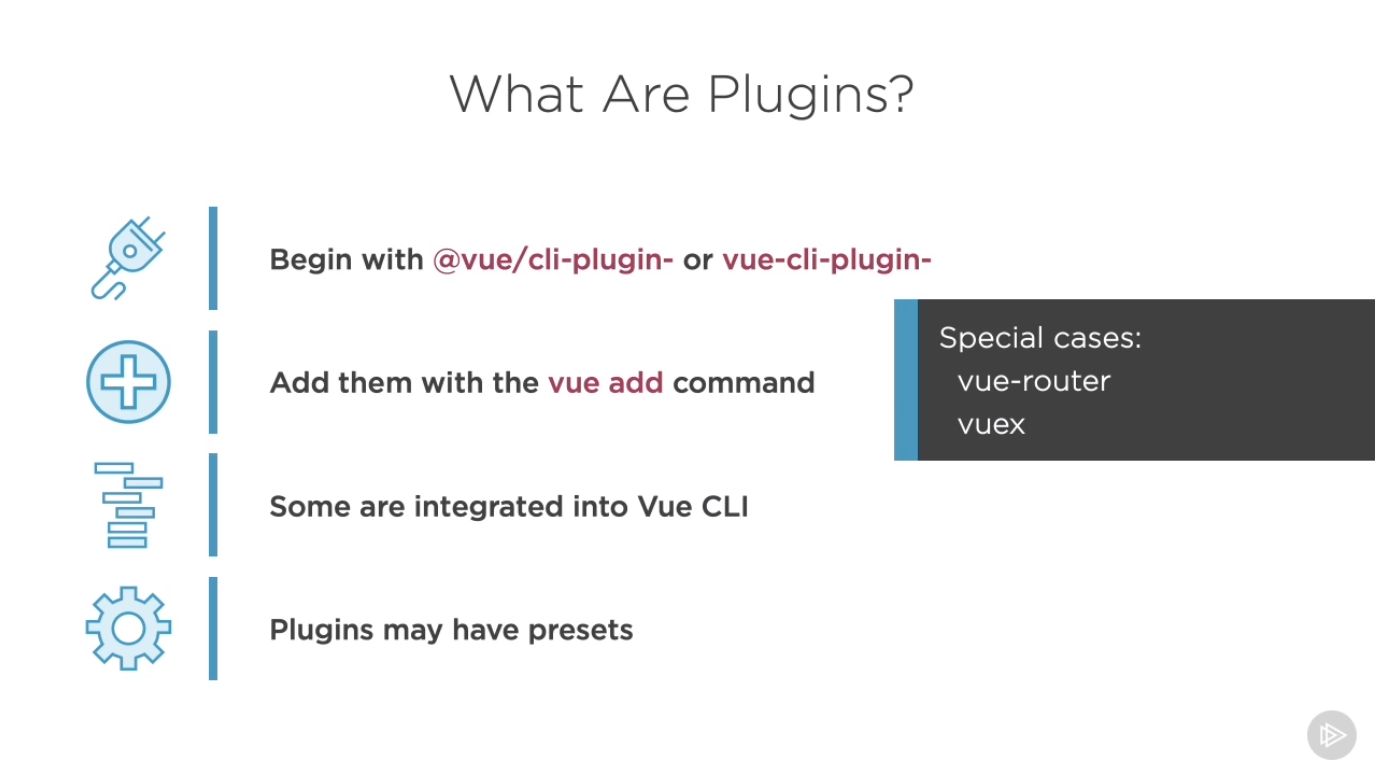 What Are Plugins?
Begin with @vue/cli-plugin- or vue-cli-plugin-
Add them with the vue add command
Special cases:
vue-router
vuex
Some are integrated into Vue CLI
Plugins may have presets